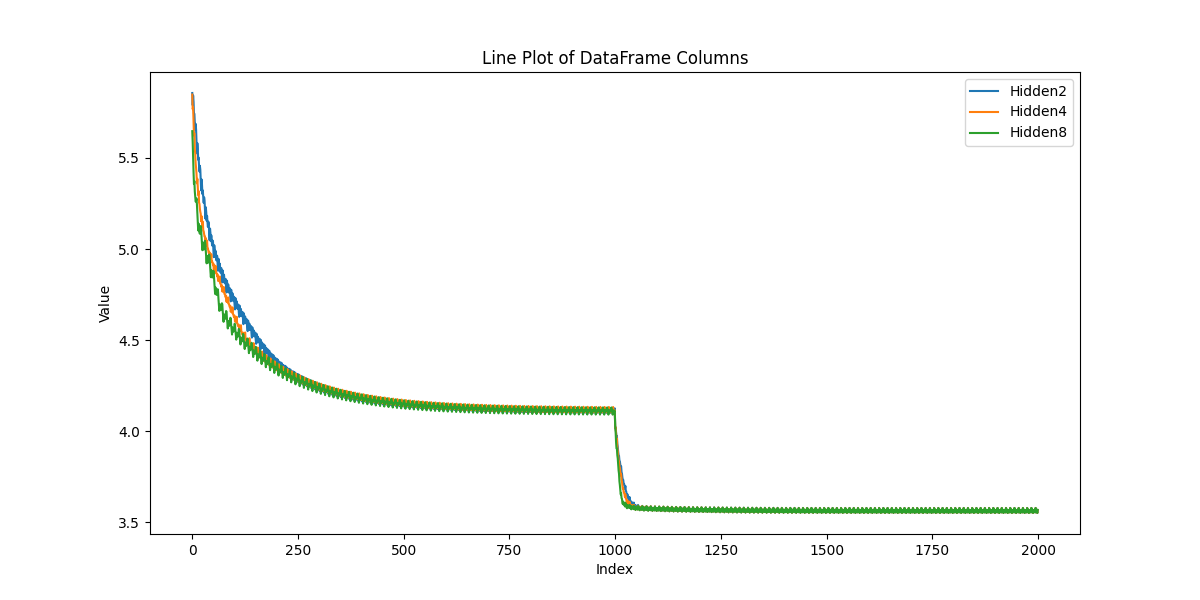 Line Plot of DataFrame Columns
Hidden2
Hidden4
Hidden8
Value
5.5
5.0
4.5
4.0
3.5
0 250 500 750 1000 1250 1500 1750 2000
Index